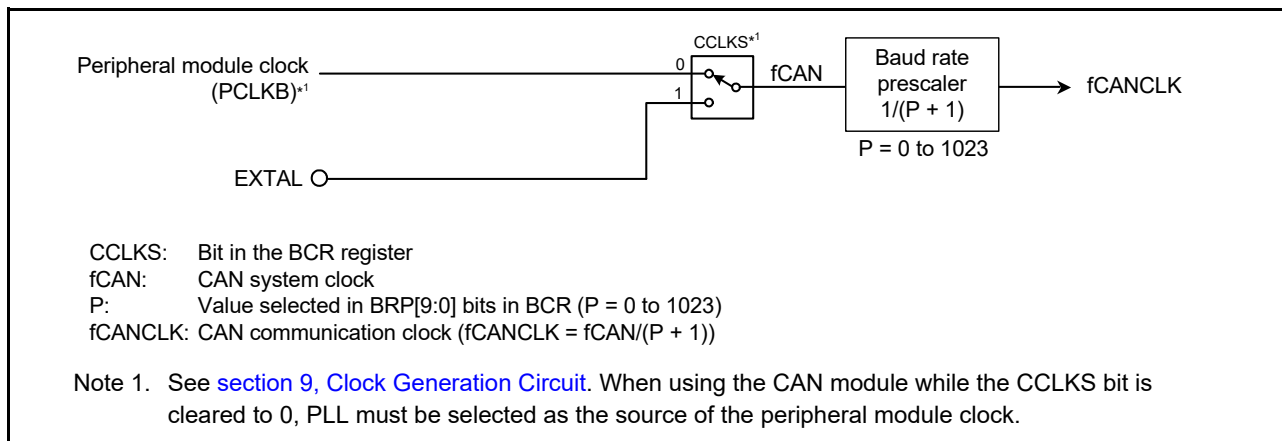 CCLKS*1
Peripheral module clock
(PCLKB)*1
0
1
fCAN
Baud rate
prescaler
1/(P + 1)
fCANCLK
P = 0 to 1023
EXTAL
CCLKS: Bit in the BCR register
fCAN: CAN system clock
P: Value selected in BRP[9:0] bits in BCR (P = 0 to 1023)
fCANCLK: CAN communication clock (fCANCLK = fCAN/(P + 1))
Note 1. See section 9, Clock Generation Circuit. When using the CAN module while the CCLKS bit is
cleared to 0, PLL must be selected as the source of the peripheral module clock.